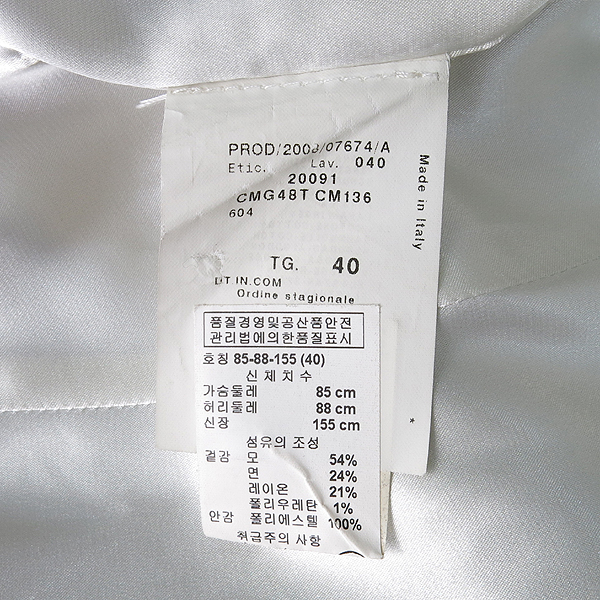 PROD/2008/07674/A
Etic. Lav. 040
20091
CMG48T CM136
604
Made in Italy
TG. 40
IN.COM
Ordine stagionale
품질경영및공산품안전
관리법에의한품질표시
호칭 85-88-155 (40)
신체치수
가슴둘레 85 cm
허리둘레 88 cm
신장 155 cm
*
섬유의 조성
겉감 모 54%
면 24%
레이온 21%
폴리우레탄 1%
안감 폴리에스텔 100%
취급주의 사항